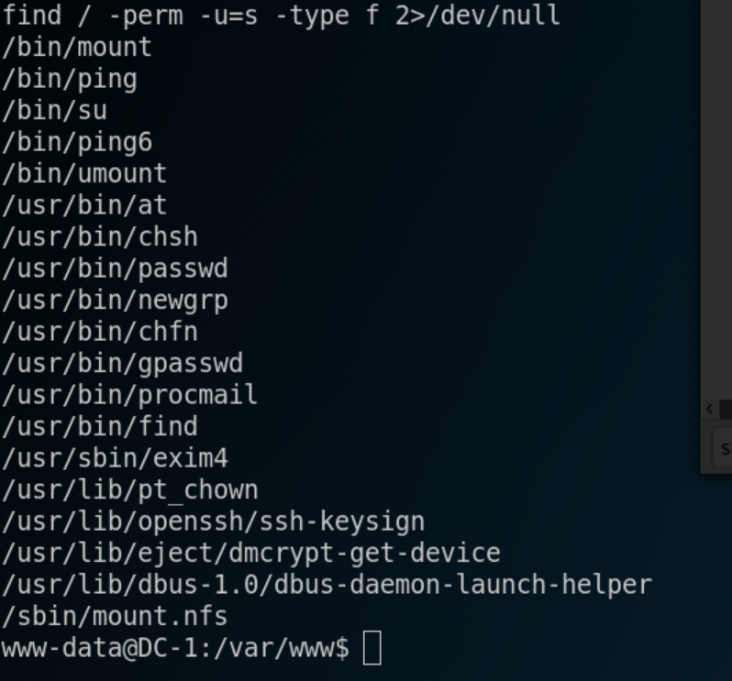 find / -perm -u=s -type f 2>/dev/null
/bin/mount
/bin/ping
/bin/su
/bin/ping6
/bin/umount
/usr/bin/at
/usr/bin/chsh
/usr/bin/passwd
/usr/bin/newgrp
/usr/bin/chfn
/usr/bin/gpasswd
/usr/bin/procmail
/usr/bin/find
/usr/sbin/exim4
/usr/lib/pt_chown
/usr/lib/openssh/ssh-keysign
/usr/lib/eject/dmcrypt-get-device
/usr/lib/dbus-1.0/dbus-daemon-launch-helper
/sbin/mount.nfs
www-data@DC-1:/var/www$